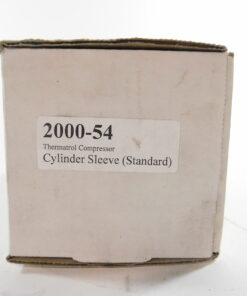 2000-54
Thermatrol Compressor
Cylinder Sleeve (Standard)